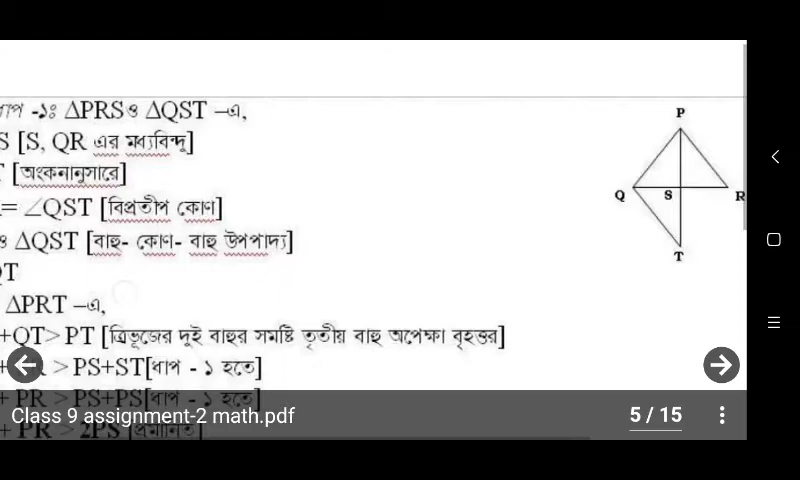 ধাপ -১ঃ ΔPRS ও ΔQST –এ,
S [S, QR এর মধ্যবিন্দু]
[অংকনানুসারে]
= ∠QST [বিপ্রতীপ কোণ]
ও ΔQST [বাহু- কোণ- বাহু উপপাদ্য]
QT
ΔPRT –এ,
+QT> PT [ত্রিভূজের দুই বাহুর সমষ্টি তৃতীয় বাহু অপেক্ষা বৃহত্তর]
+ PR > PS+ST[ধাপ - ১ হতে]
+ PR > PS+PS[ধাপ - ১ হতে]
+ PR > 2PS [প্রমানিত]
P
Q S R
T
Class 9 assignment-2 math.pdf
5 / 15